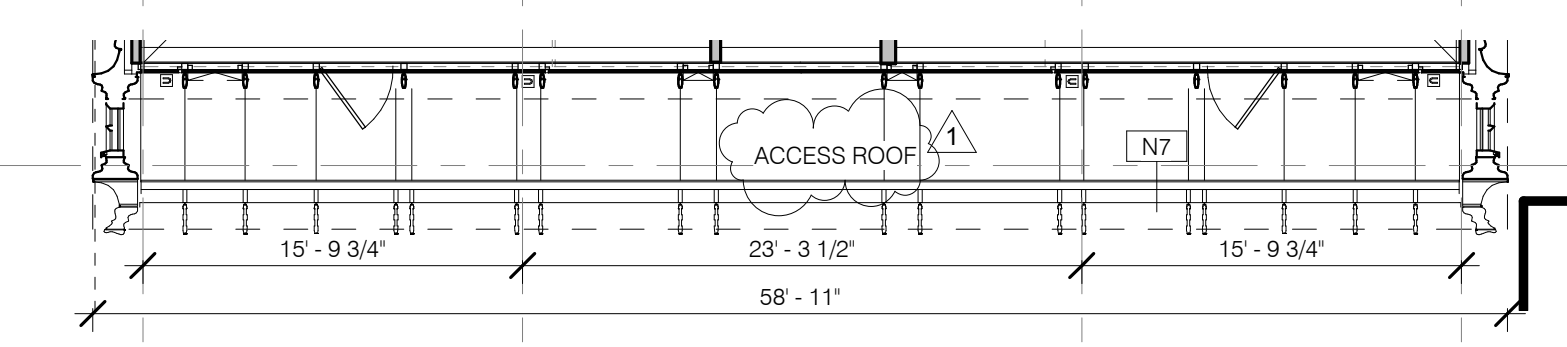 1
N7
ACCESS ROOF
15' - 9 3/4"
23' - 3 1/2"
15' - 9 3/4"
58' - 11"